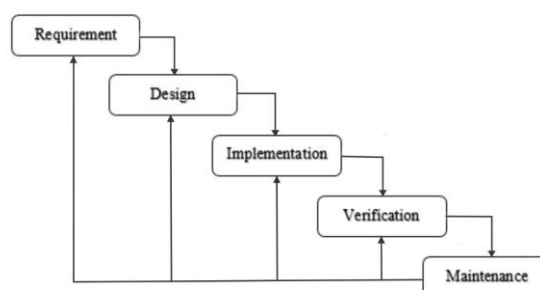 Requirement
Design
Implementation
Verification
Maintenance